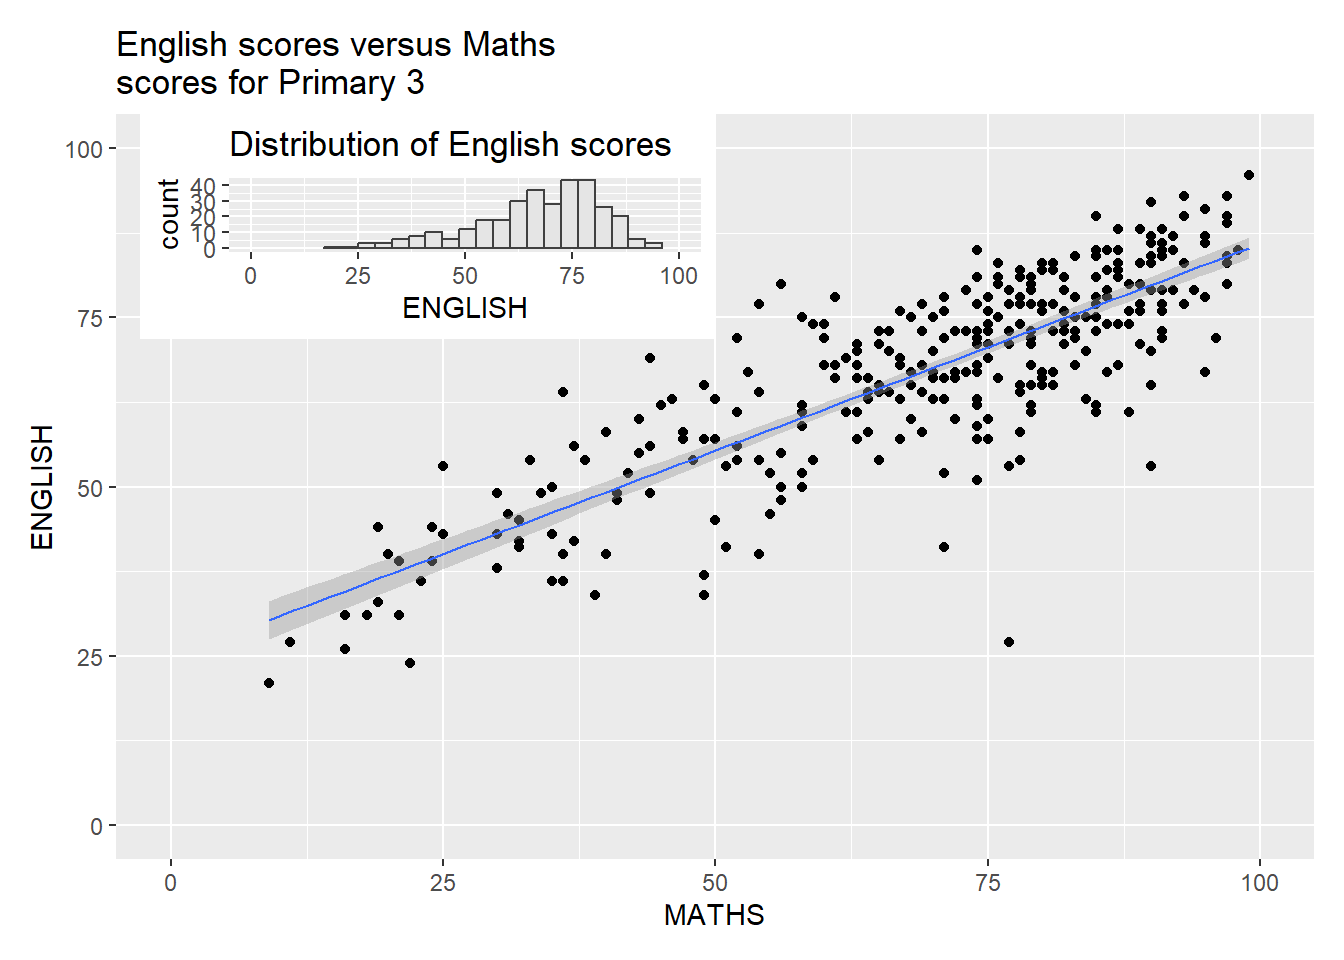 English scores versus Maths
scores for Primary 3
Distribution of English scores
count
40
30
20
10
0
0 25 50 75 100
ENGLISH
ENGLISH
100
75
50
25
0
0 25 50 75 100
MATHS